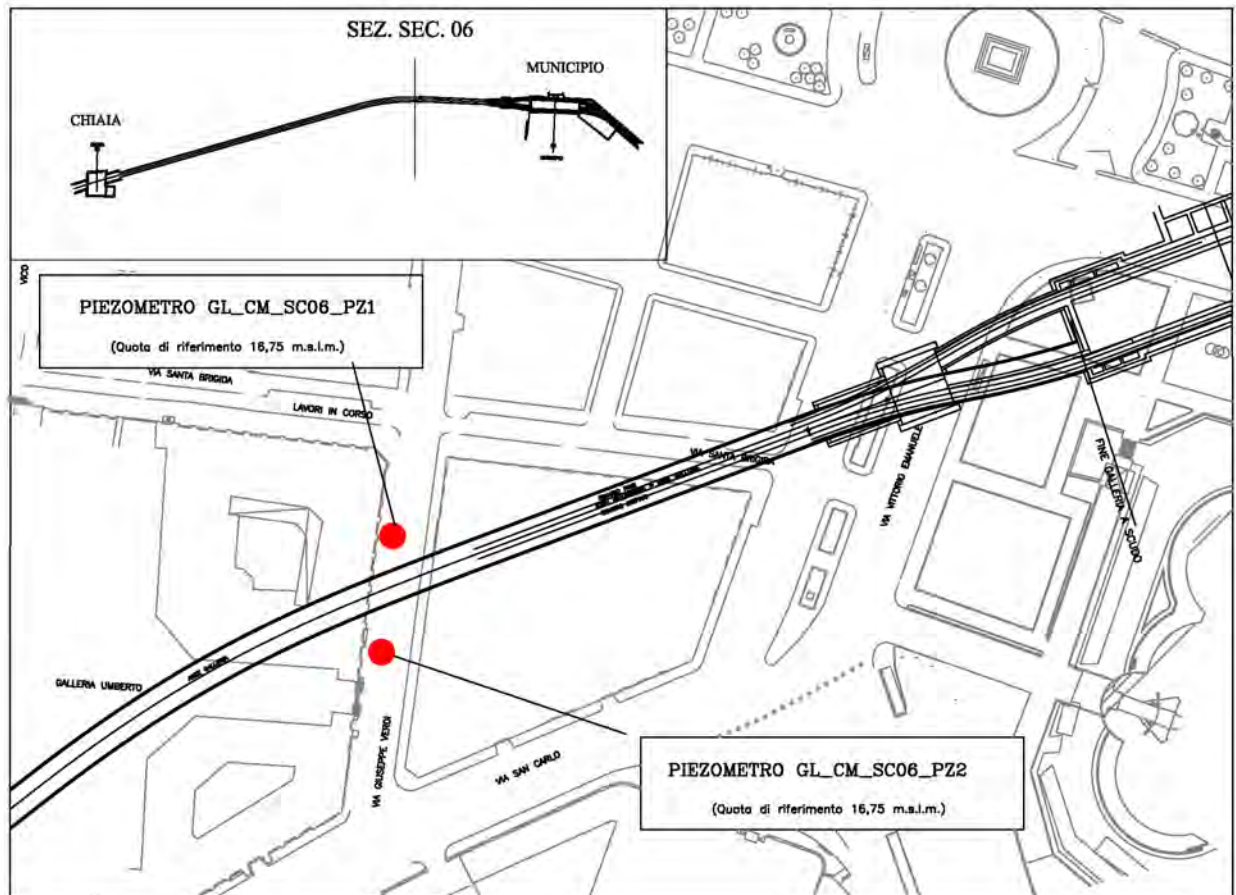 SEZ. SEC. 06
MUNICIPIO
CHIAIA
VICO
PIEZOMETRO GL_CM_SC06_PZ1
(Quota di riferimento 16,75 m.s.l.m.)
VIA SANTA BRIGIDA
LAVORI IN CORSO
VIA SANTA BRIGIDA
VIA VITTORIO EMANUELE
FINE GALLERIA A SCUDO
GALLERIA UMBERTO
VIA GIUSEPPE VERDI
VIA SAN CARLO
PIEZOMETRO GL_CM_SC06_PZ2
(Quota di riferimento 16,75 m.s.l.m.)